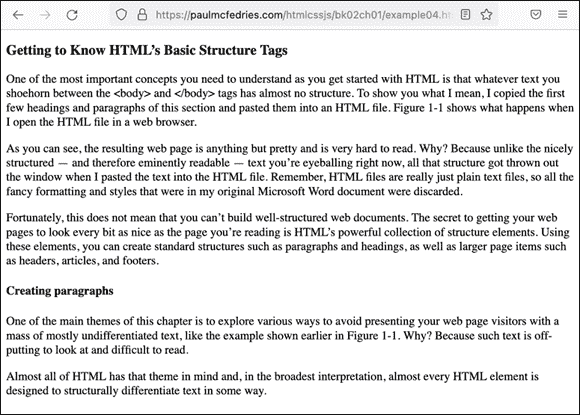 https://paulmcfedries.com/htmlcssjs/bk02ch01/example04.h
Getting to Know HTML’s Basic Structure Tags
One of the most important concepts you need to understand as you get started with HTML is that whatever text you
shoehorn between the <body> and </body> tags has almost no structure. To show you what I mean, I copied the first
few headings and paragraphs of this section and pasted them into an HTML file. Figure 1-1 shows what happens when
I open the HTML file in a web browser.
As you can see, the resulting web page is anything but pretty and is very hard to read. Why? Because unlike the nicely
structured — and therefore eminently readable — text you’re eyeballing right now, all that structure got thrown out
the window when I pasted the text into the HTML file. Remember, HTML files are really just plain text files, so all the
fancy formatting and styles that were in my original Microsoft Word document were discarded.
Fortunately, this does not mean that you can’t build well-structured web documents. The secret to getting your web
pages to look every bit as nice as the page you’re reading is HTML’s powerful collection of structure elements. Using
these elements, you can create standard structures such as paragraphs and headings, as well as larger page items such
as headers, articles, and footers.
Creating paragraphs
One of the main themes of this chapter is to explore various ways to avoid presenting your web page visitors with a
mass of mostly undifferentiated text, like the example shown earlier in Figure 1-1. Why? Because such text is off-
putting to look at and difficult to read.
Almost all of HTML has that theme in mind and, in the broadest interpretation, almost every HTML element is
designed to structurally differentiate text in some way.